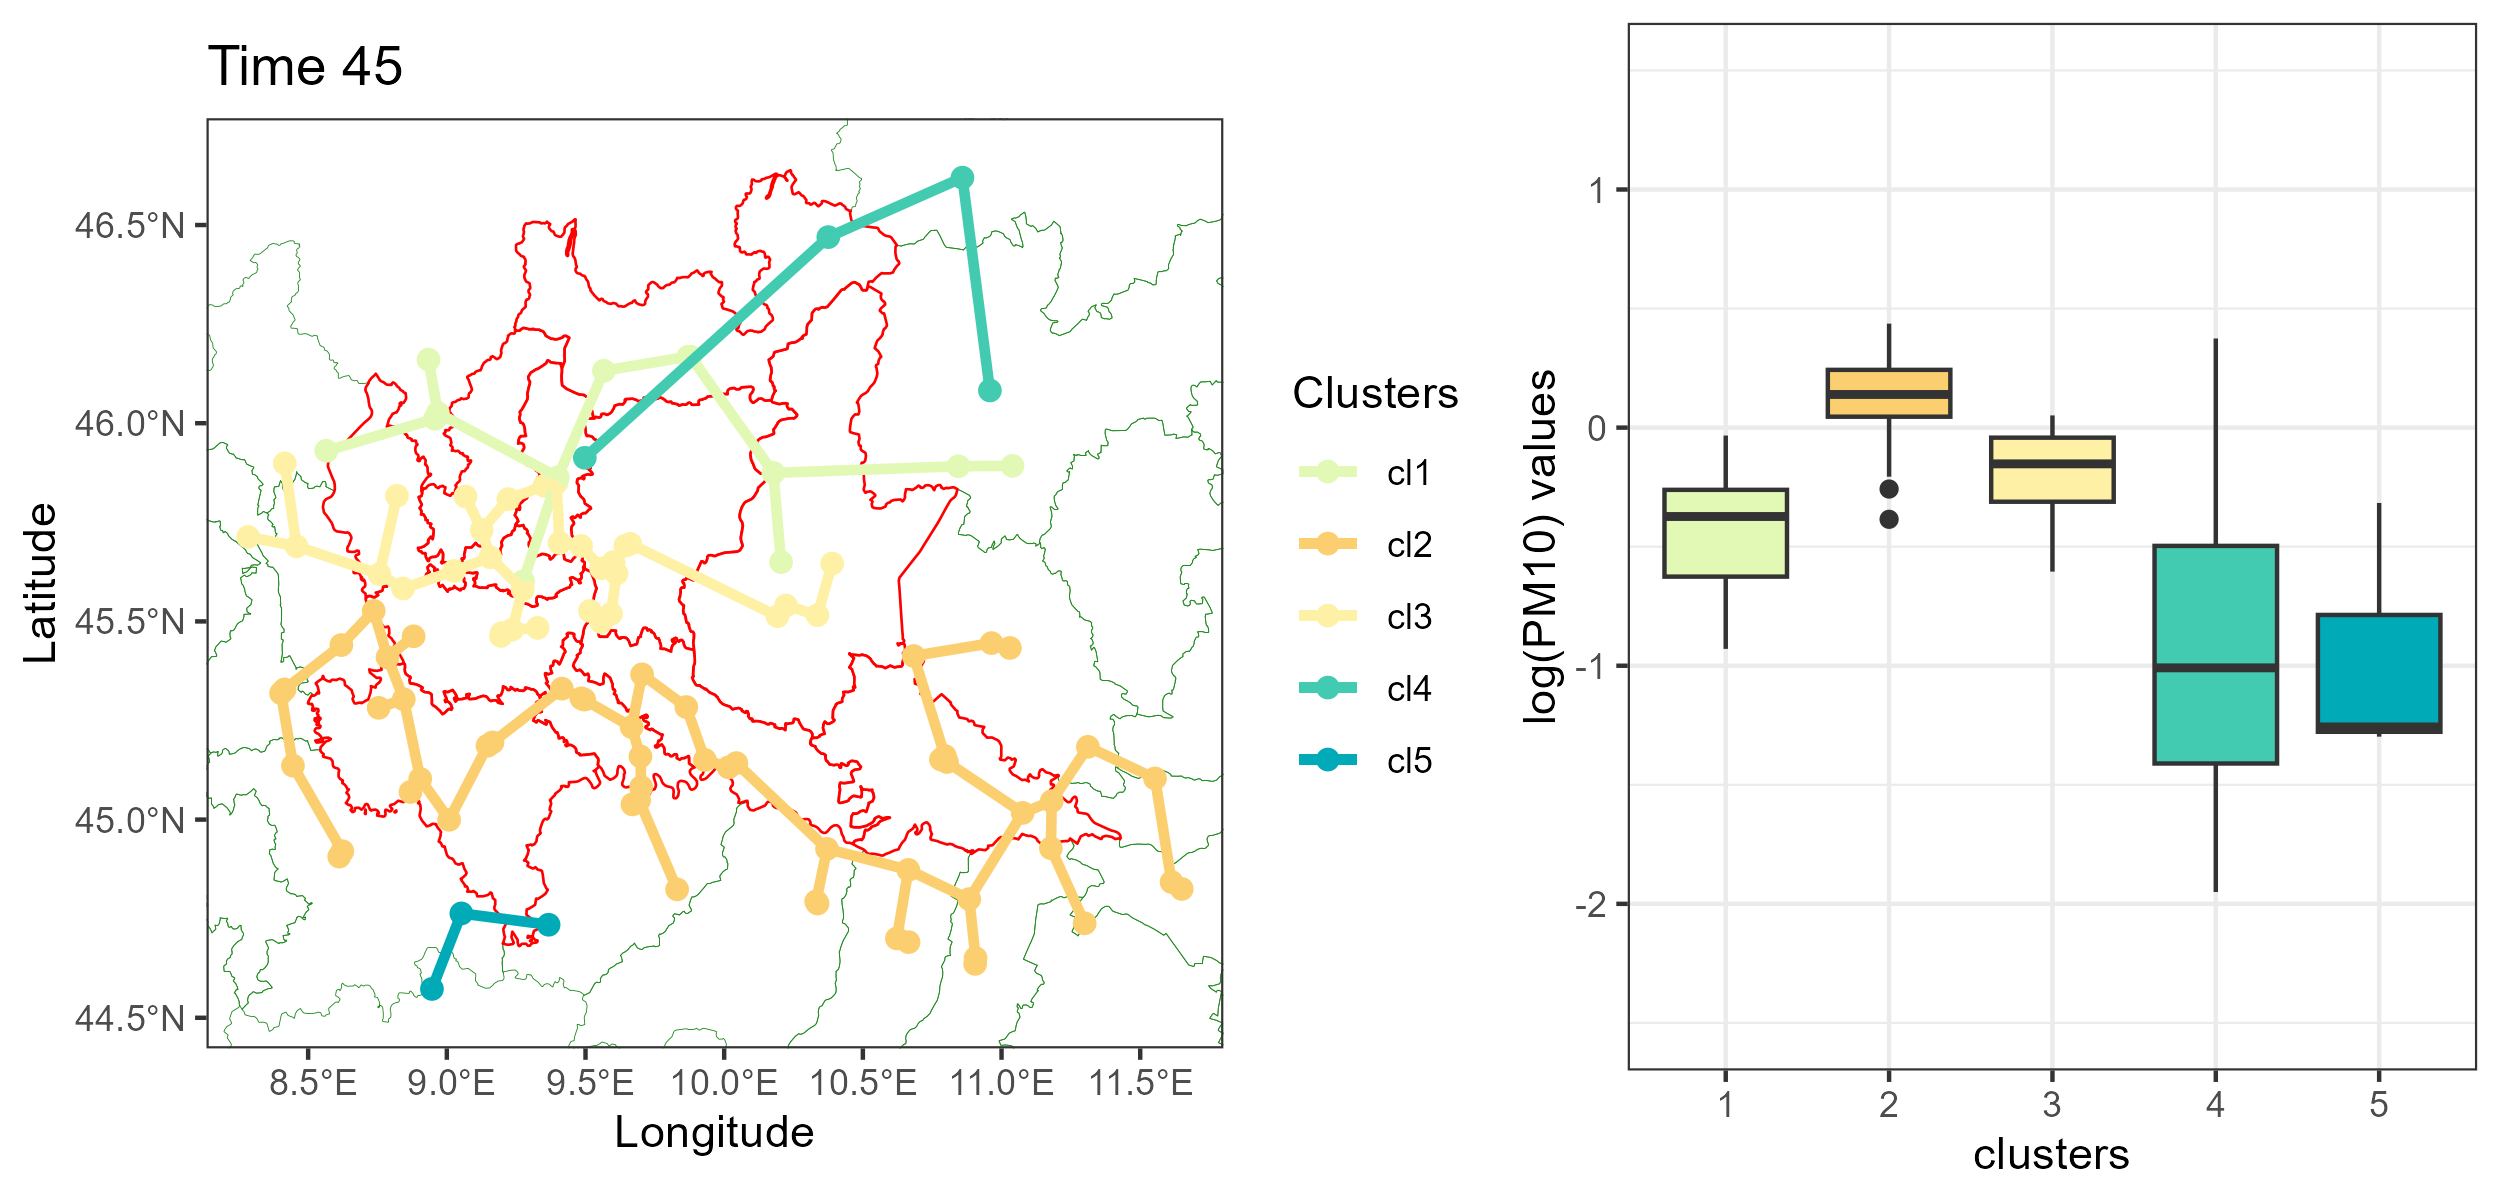 Time 45
46.5°N
46.0°N
45.5°N
45.0°N
44.5°N
Latitude
8.5°E 9.0°E 9.5°E 10.0°E 10.5°E 11.0°E 11.5°E
Longitude
Clusters
cl1
cl2
cl3
cl4
cl5
log(PM10) values
1
0
-1
-2
1 2 3 4 5
clusters